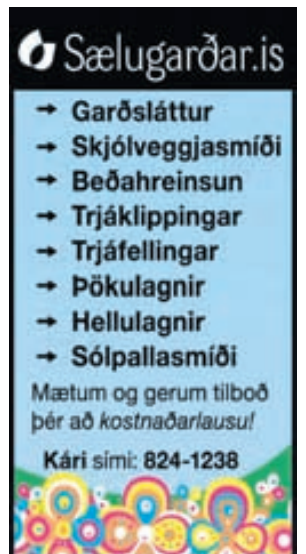 Sælugarðar.is
→ Garðsláttur
→ Skjólveggjasmíði
→ Beðahreinsun
→ Trjáklippingar
→ Trjáfellingar
→ Þökulagnir
→ Hellulagnir
→ Sólpallasmíði
Mætum og gerum tilboð
þér að kostnaðarlausu!
Kári sími: 824-1238